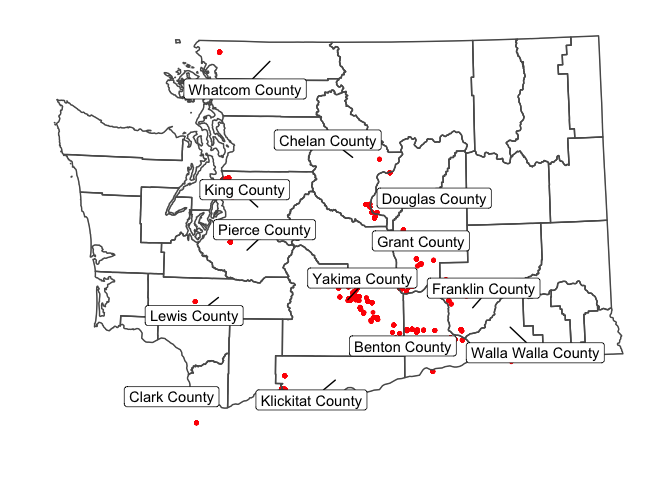 Whatcom County
Chelan County
King County
Douglas County
Pierce County
Grant County
Yakima County
Franklin County
Lewis County
Benton County
Walla Walla County
Clark County
Klickitat County